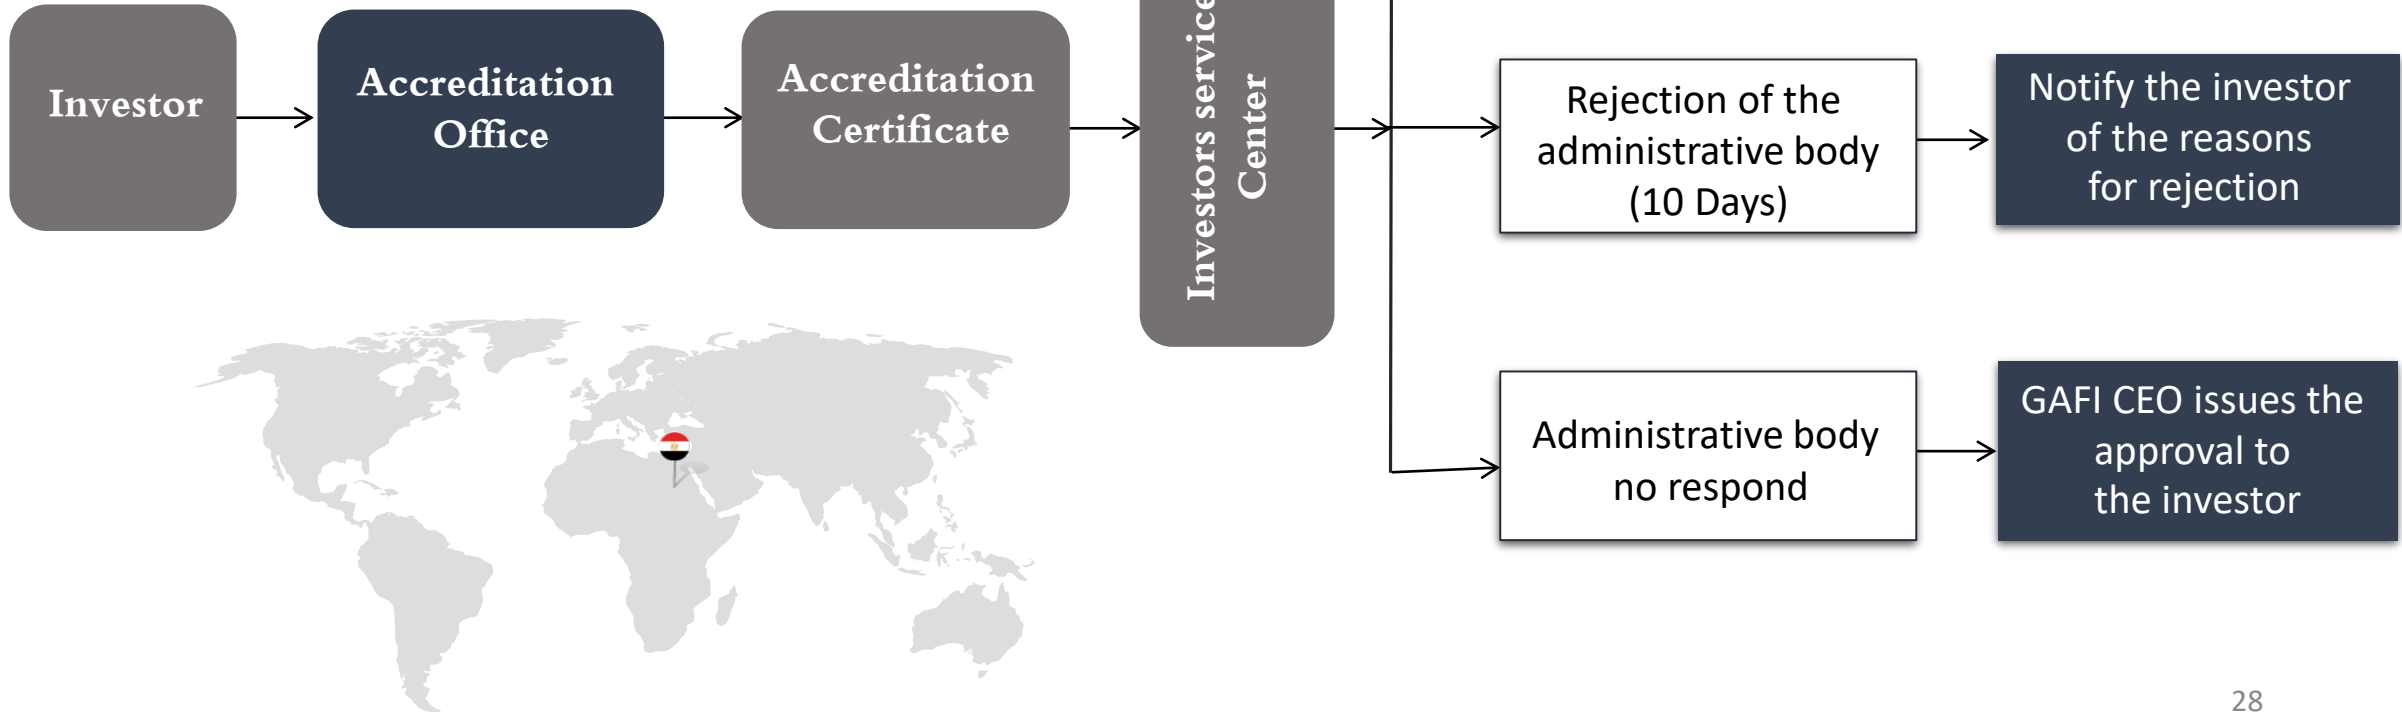 Investor
Accreditation
Office
Accreditation
Certificate
Investors service
Center
Rejection of the
administrative body
(10 Days)
Notify the investor
of the reasons
for rejection
Administrative body
no respond
GAFI CEO issues the
approval to
the investor
28